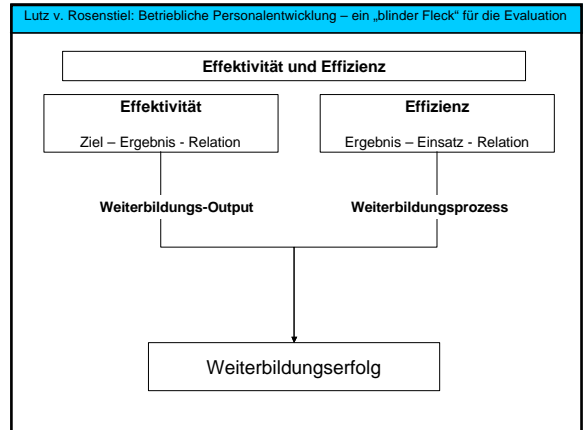 Lutz v. Rosenstiel: Betriebliche Personalentwicklung – ein „blinder Fleck“ für die Evaluation
Effektivität und Effizienz
Effektivität
Ziel – Ergebnis - Relation
Effizienz
Ergebnis – Einsatz - Relation
Weiterbildungs-Output
Weiterbildungsprozess
Weiterbildungserfolg